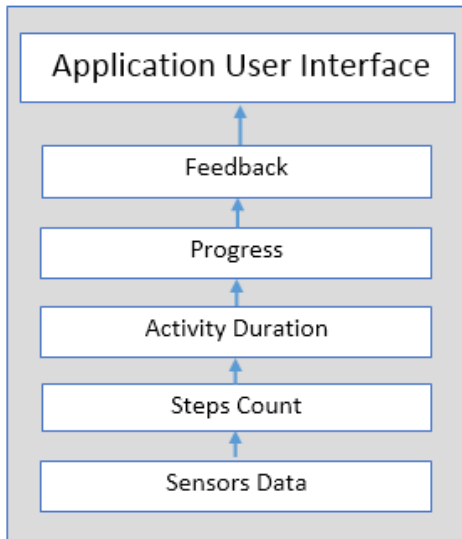 Application User Interface
Feedback
Progress
Activity Duration
Steps Count
Sensors Data